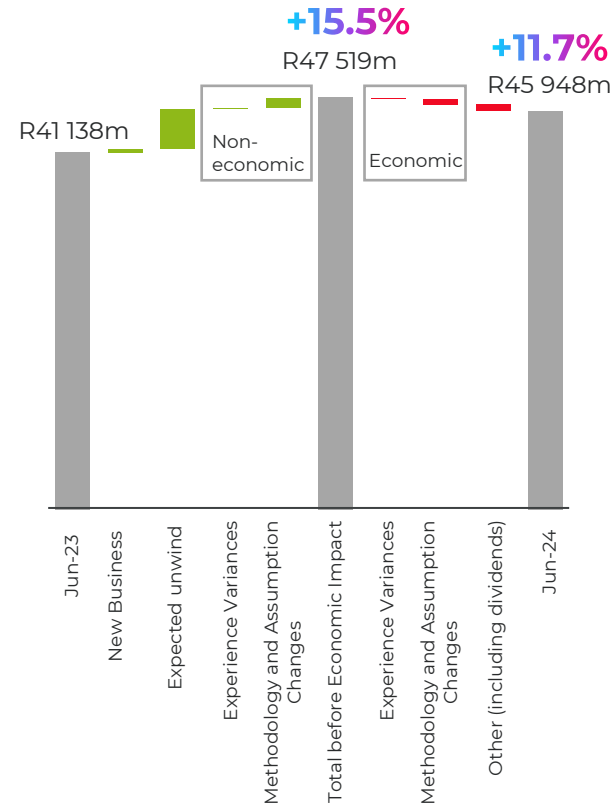 +15.5%
R47 519m
+11.7%
R45 948m
R41 138m
Non-
economic
Economic
Jun-23
New Business
Expected unwind
Experience Variances
Methodology and Assumption
Changes
Total before Economic Impact
Experience Variances
Methodology and Assumption
Changes
Other (including dividends)
Jun-24